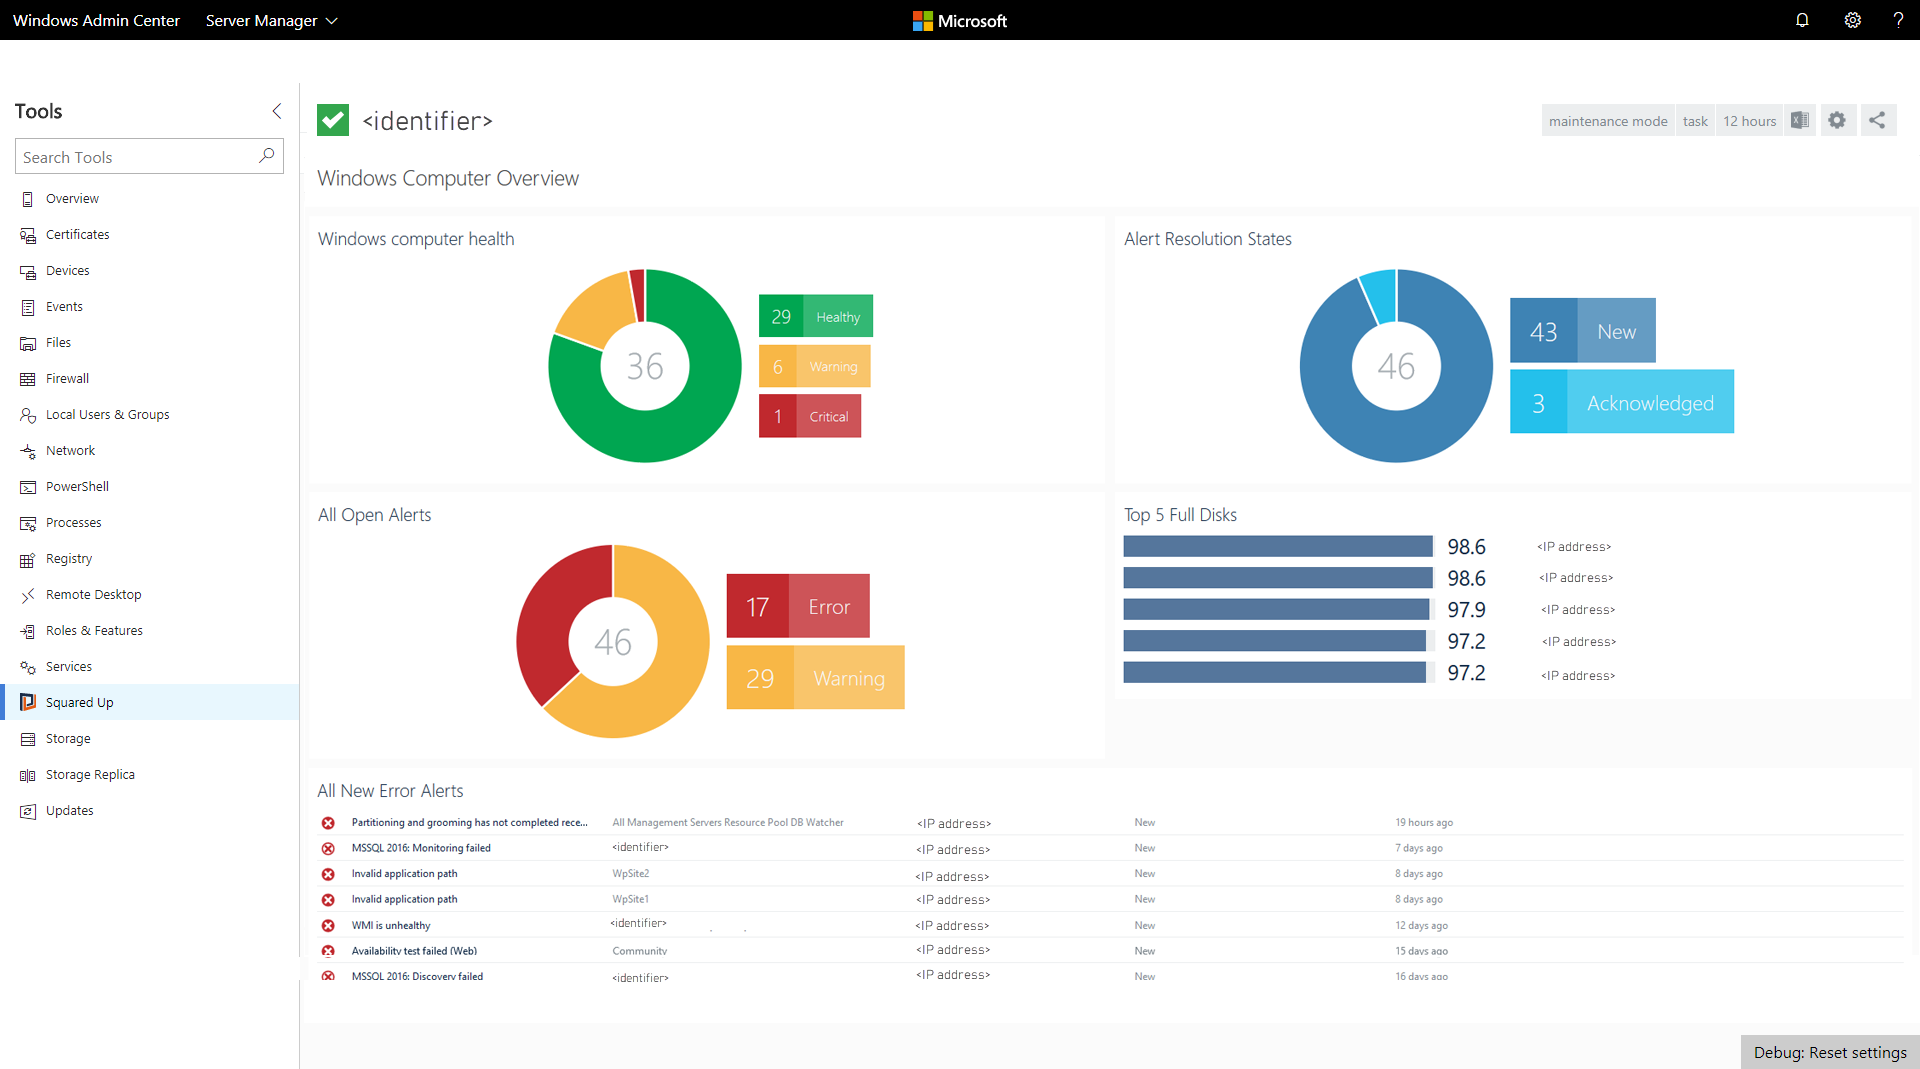 Windows Admin Center Server Manager Microsoft ?
Tools
Search Tools
Overview
Certificates
Devices
Events
Files
Firewall
Local Users & Groups
Network
PowerShell
Processes
Registry
Remote Desktop
Roles & Features
Services
Squared Up
Storage
Storage Replica
Updates
<identifier> maintenance mode task 12 hours
Windows Computer Overview
Windows computer health
36
29 Healthy
6 Warning
1 Critical
Alert Resolution States
46
43 New
3 Acknowledged
All Open Alerts
46
17 Error
29 Warning
Top 5 Full Disks
98.6 <IP address>
98.6 <IP address>
97.9 <IP address>
97.2 <IP address>
97.2 <IP address>
All New Error Alerts
Partitioning and grooming has not completed rece... All Management Servers Resource Pool DB Watcher <IP address> New 19 hours ago
MSSQL 2016: Monitoring failed <identifier> <IP address> New 7 days ago
Invalid application path WpSite2 <IP address> New 8 days ago
Invalid application path WpSite1 <IP address> New 8 days ago
WMI is unhealthy <identifier> <IP address> New 12 days ago
Availability test failed (Web) Community <IP address> New 15 days ago
MSSQL 2016: Discovery failed <identifier> <IP address> New 16 days ago
Debug: Reset settings